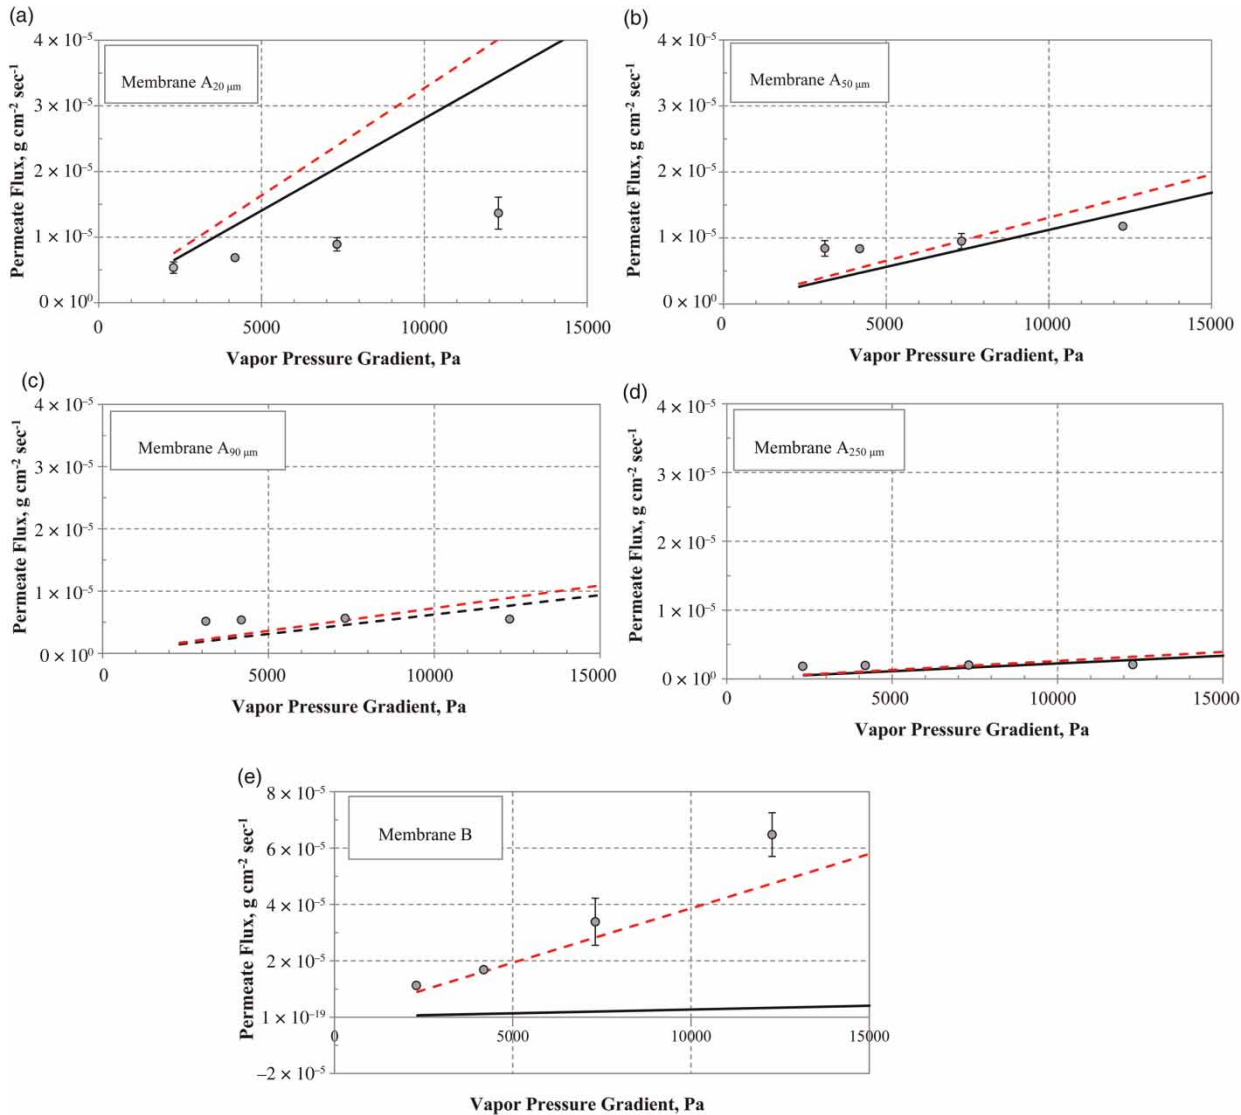 (a)
4 × 10⁻⁵
Membrane A20 μm
3 × 10⁻⁵
2 × 10⁻⁵
1 × 10⁻⁵
0 × 10⁰
Permeate Flux, g cm⁻² sec⁻¹
0 5000 10000 15000
Vapor Pressure Gradient, Pa
(b)
4 × 10⁻⁵
Membrane A50 μm
3 × 10⁻⁵
2 × 10⁻⁵
1 × 10⁻⁵
0 × 10⁰
Permeate Flux, g cm⁻² sec⁻¹
0 5000 10000 15000
Vapor Pressure Gradient, Pa
(c)
4 × 10⁻⁵
Membrane A90 μm
3 × 10⁻⁵
2 × 10⁻⁵
1 × 10⁻⁵
0 × 10⁰
Permeate Flux, g cm⁻² sec⁻¹
0 5000 10000 15000
Vapor Pressure Gradient, Pa
(d)
4 × 10⁻⁵
Membrane A250 μm
3 × 10⁻⁵
2 × 10⁻⁵
1 × 10⁻⁵
0 × 10⁰
Permeate Flux, g cm⁻² sec⁻¹
0 5000 10000 15000
Vapor Pressure Gradient, Pa
(e)
8 × 10⁻⁵
Membrane B
6 × 10⁻⁵
4 × 10⁻⁵
2 × 10⁻⁵
1 × 10⁻¹⁹
−2 × 10⁻⁵
Permeate Flux, g cm⁻² sec⁻¹
0 5000 10000 15000
Vapor Pressure Gradient, Pa